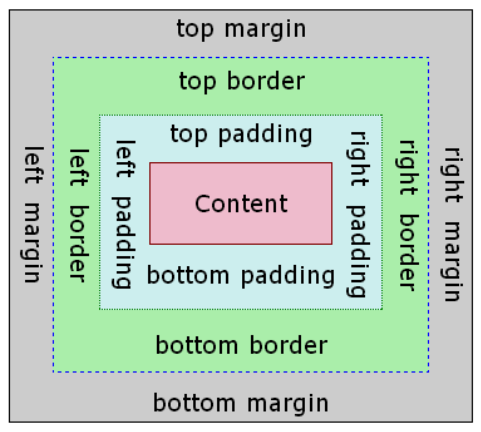 top margin
top border
top padding
left margin
left border
left padding
Content
right padding
right border
right margin
bottom padding
bottom border
bottom margin